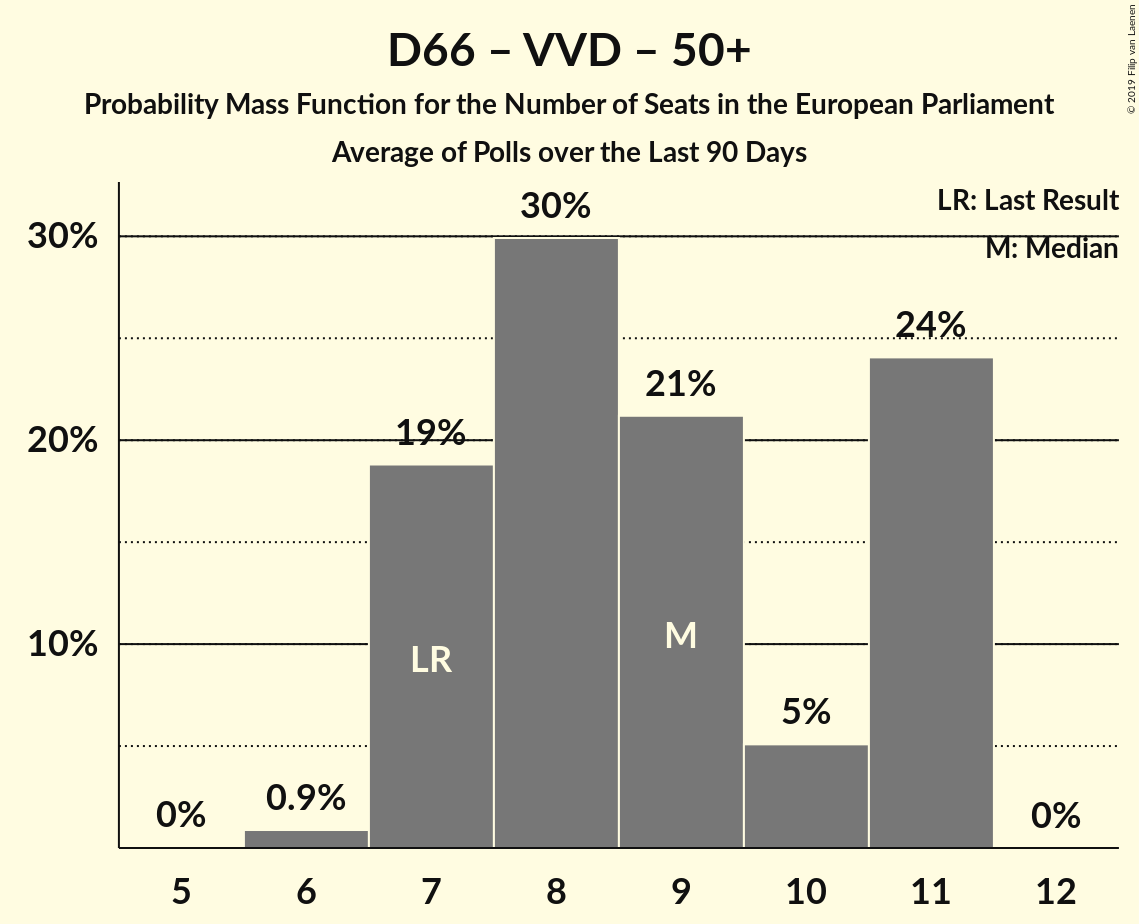 D66 – VVD – 50+
Probability Mass Function for the Number of Seats in the European Parliament
Average of Polls over the Last 90 Days
© 2019 Filip van Laenen
LR: Last Result
M: Median
30%
20%
10%
0%
0.9%
19%
30%
21%
5%
24%
0%
LR
M
5 6 7 8 9 10 11 12